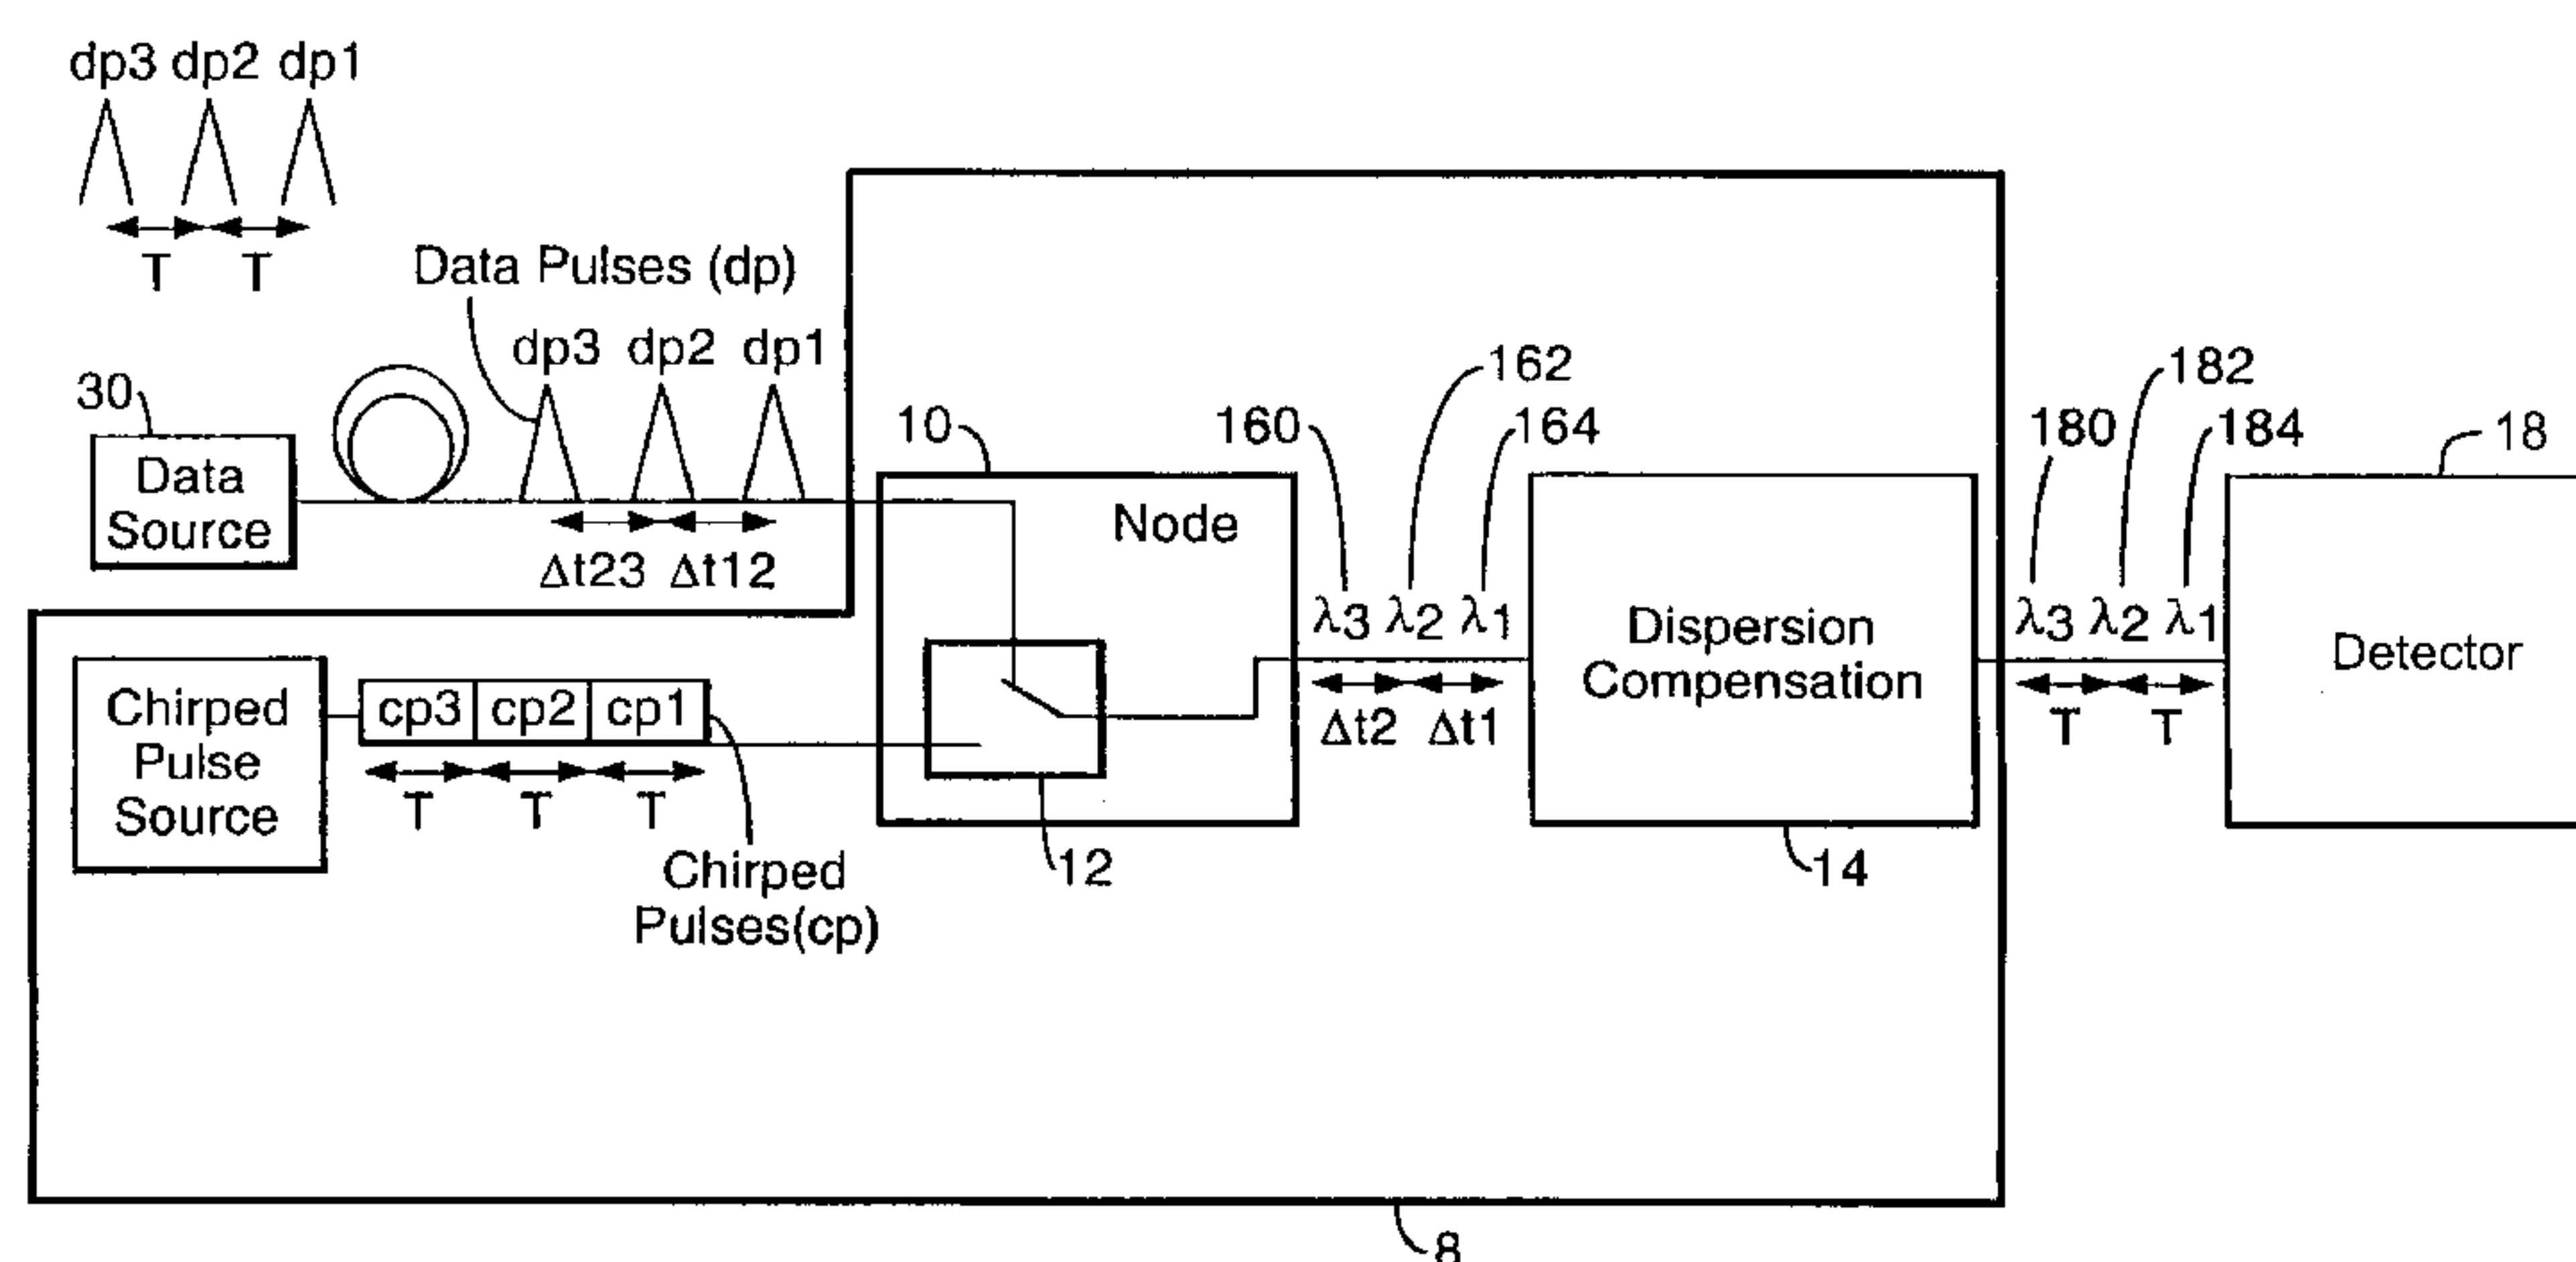 dp3 dp2 dp1
T T
Data Pulses (dp)
dp3 dp2 dp1
30
Data
Source
Δt23 Δt12
10
Node
160
162
164
λ3 λ2 λ1
Δt2 Δt1
Dispersion
Compensation
180
182
184
λ3 λ2 λ1
T T
18
Detector
Chirped
Pulse
Source
cp3 cp2 cp1
T T T
Chirped
Pulses(cp)
12
14
8